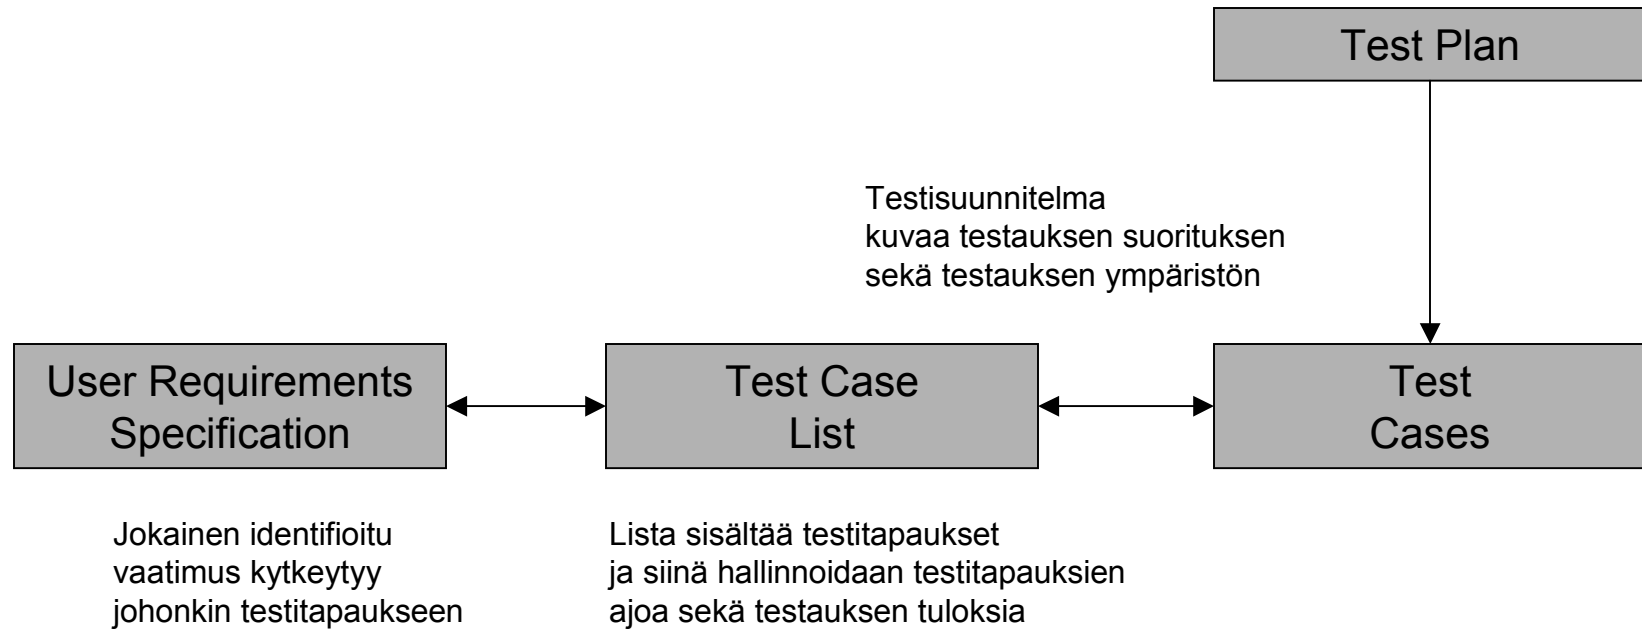 Test Plan
Testisuunnitelma
kuvaa testauksen suorituksen
sekä testauksen ympäristön
User Requirements
Specification
Test Case
List
Test
Cases
Jokainen identifioitu
vaatimus kytkeytyy
johonkin testitapaukseen
Lista sisältää testitapaukset
ja siinä hallinnoidaan testitapauksien
ajoa sekä testauksen tuloksia